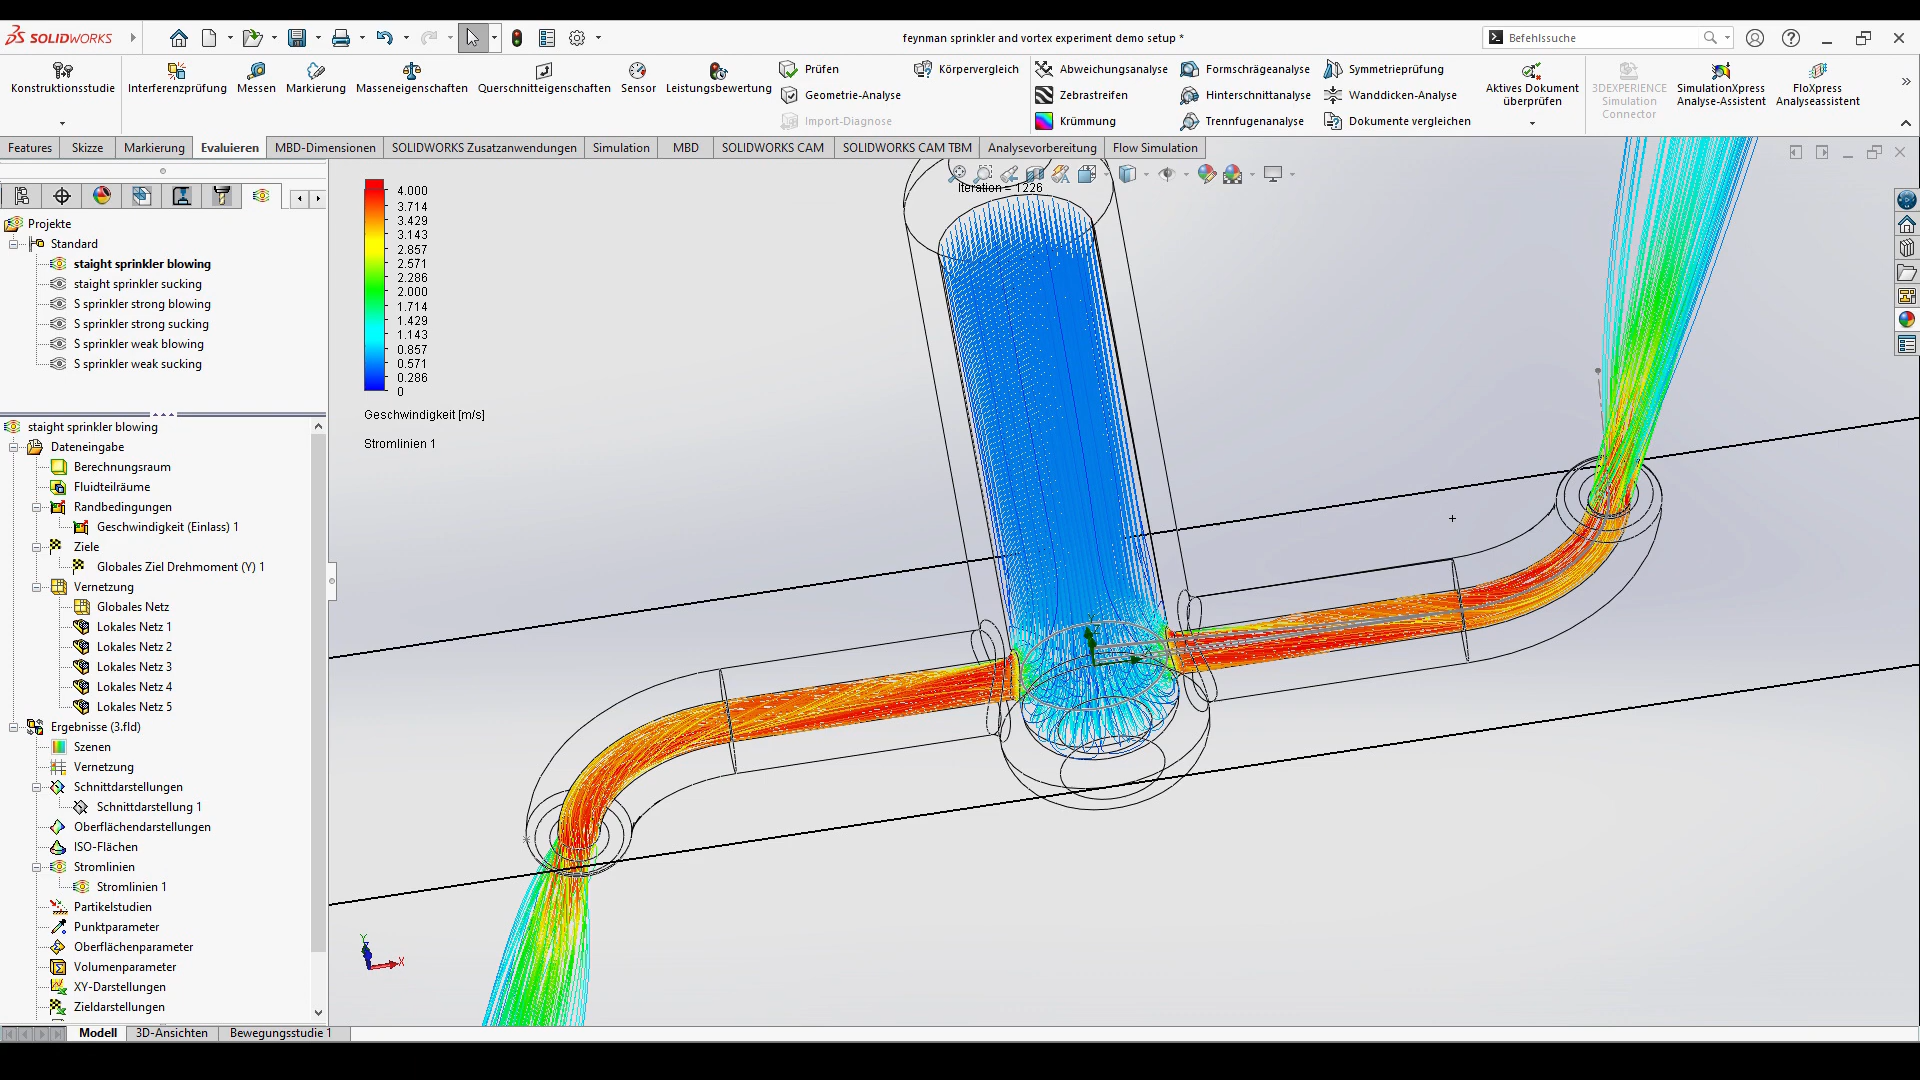 SOLIDWORKS
feynman sprinkler and vortex experiment demo setup *
Befehlssuche
Konstruktionsstudie
Interferenzprüfung
Messen
Markierung
Masseneigenschaften
Querschnitteigenschaften
Sensor
Leistungsbewertung
Prüfen
Geometrie-Analyse
Import-Diagnose
Körpervergleich
Abweichungsanalyse
Zebrastreifen
Krümmung
Formschrägeanalyse
Hinterschnittanalyse
Trennfugenanalyse
Symmetrieprüfung
Wanddicken-Analyse
Dokumente vergleichen
Aktives Dokument
überprüfen
3DEXPERIENCE
Simulation
Connector
SimulationXpress
Analyse-Assistent
FloXpress
Analyseassistent
Features
Skizze
Markierung
Evaluieren
MBD-Dimensionen
SOLIDWORKS Zusatzanwendungen
Simulation
MBD
SOLIDWORKS CAM
SOLIDWORKS CAM TBM
Analysevorbereitung
Flow Simulation
Projekte
Standard
staight sprinkler blowing
staight sprinkler sucking
S sprinkler strong blowing
S sprinkler strong sucking
S sprinkler weak blowing
S sprinkler weak sucking
staight sprinkler blowing
Dateneingabe
Berechnungsraum
Fluidteilräume
Randbedingungen
Geschwindigkeit (Einlass) 1
Ziele
Globales Ziel Drehmoment (Y) 1
Vernetzung
Globales Netz
Lokales Netz 1
Lokales Netz 2
Lokales Netz 3
Lokales Netz 4
Lokales Netz 5
Ergebnisse (3.fld)
Szenen
Vernetzung
Schnittdarstellungen
Schnittdarstellung 1
Oberflächendarstellungen
ISO-Flächen
Stromlinien
Stromlinien 1
Partikelstudien
Punktparameter
Oberflächenparameter
Volumenparameter
XY-Darstellungen
Zieldarstellungen
Iteration = 1226
4.000
3.714
3.429
3.143
2.857
2.571
2.286
2.000
1.714
1.429
1.143
0.857
0.571
0.286
0
Geschwindigkeit [m/s]
Stromlinien 1
Y
X
Modell
3D-Ansichten
Bewegungsstudie 1